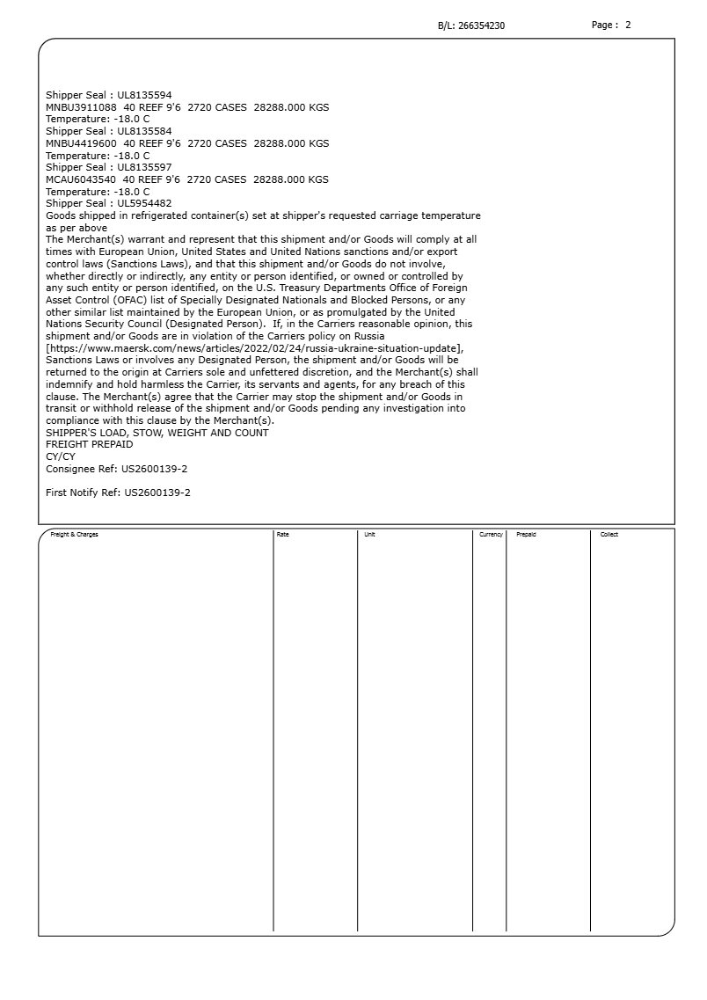 B/L: 266354230 Page : 2
Shipper Seal : UL8135594
MNBU3911088 40 REEF 9'6 2720 CASES 28288.000 KGS
Temperature: -18.0 C
Shipper Seal : UL8135584
MNBU4419600 40 REEF 9'6 2720 CASES 28288.000 KGS
Temperature: -18.0 C
Shipper Seal : UL8135597
MCAU6043540 40 REEF 9'6 2720 CASES 28288.000 KGS
Temperature: -18.0 C
Shipper Seal : UL5954482
Goods shipped in refrigerated container(s) set at shipper's requested carriage temperature
as per above
The Merchant(s) warrant and represent that this shipment and/or Goods will comply at all
times with European Union, United States and United Nations sanctions and/or export
control laws (Sanctions Laws), and that this shipment and/or Goods do not involve,
whether directly or indirectly, any entity or person identified, or owned or controlled by
any such entity or person identified, on the U.S. Treasury Departments Office of Foreign
Asset Control (OFAC) list of Specially Designated Nationals and Blocked Persons, or any
other similar list maintained by the European Union, or as promulgated by the United
Nations Security Council (Designated Person). If, in the Carriers reasonable opinion, this
shipment and/or Goods are in violation of the Carriers policy on Russia
[https://www.maersk.com/news/articles/2022/02/24/russia-ukraine-situation-update],
Sanctions Laws or involves any Designated Person, the shipment and/or Goods will be
returned to the origin at Carriers sole and unfettered discretion, and the Merchant(s) shall
indemnify and hold harmless the Carrier, its servants and agents, for any breach of this
clause. The Merchant(s) agree that the Carrier may stop the shipment and/or Goods in
transit or withhold release of the shipment and/or Goods pending any investigation into
compliance with this clause by the Merchant(s).
SHIPPER'S LOAD, STOW, WEIGHT AND COUNT
FREIGHT PREPAID
CY/CY
Consignee Ref: US2600139-2
First Notify Ref: US2600139-2
Freight & Charges Rate Unit Currency Prepaid Collect